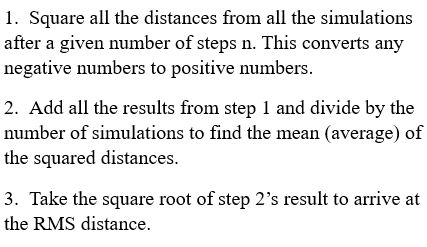 1. Square all the distances from all the simulations
after a given number of steps n. This converts any
negative numbers to positive numbers.
2. Add all the results from step 1 and divide by the
number of simulations to find the mean (average) of
the squared distances.
3. Take the square root of step 2’s result to arrive at
the RMS distance.